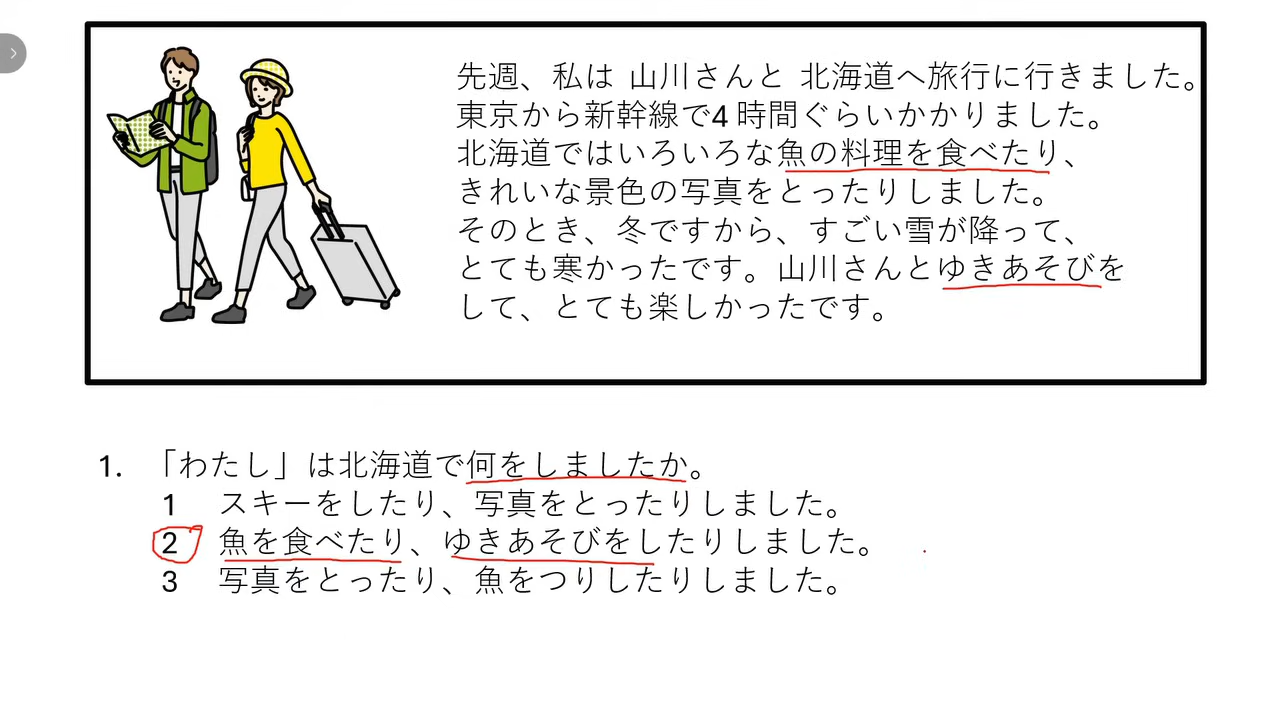 先週、私は 山川さんと 北海道へ旅行に行きました。
東京から新幹線で4時間ぐらいかかりました。
北海道ではいろいろな魚の料理を食べたり、
きれいな景色の写真をとったりしました。
そのとき、冬ですから、すごい雪が降って、
とても寒かったです。山川さんとゆきあそびを
して、とても楽しかったです。
1. 「わたし」は北海道で何をしましたか。
1 スキーをしたり、写真をとったりしました。
2 魚を食べたり、ゆきあそびをしたりしました。
3 写真をとったり、魚をつりしたりしました。